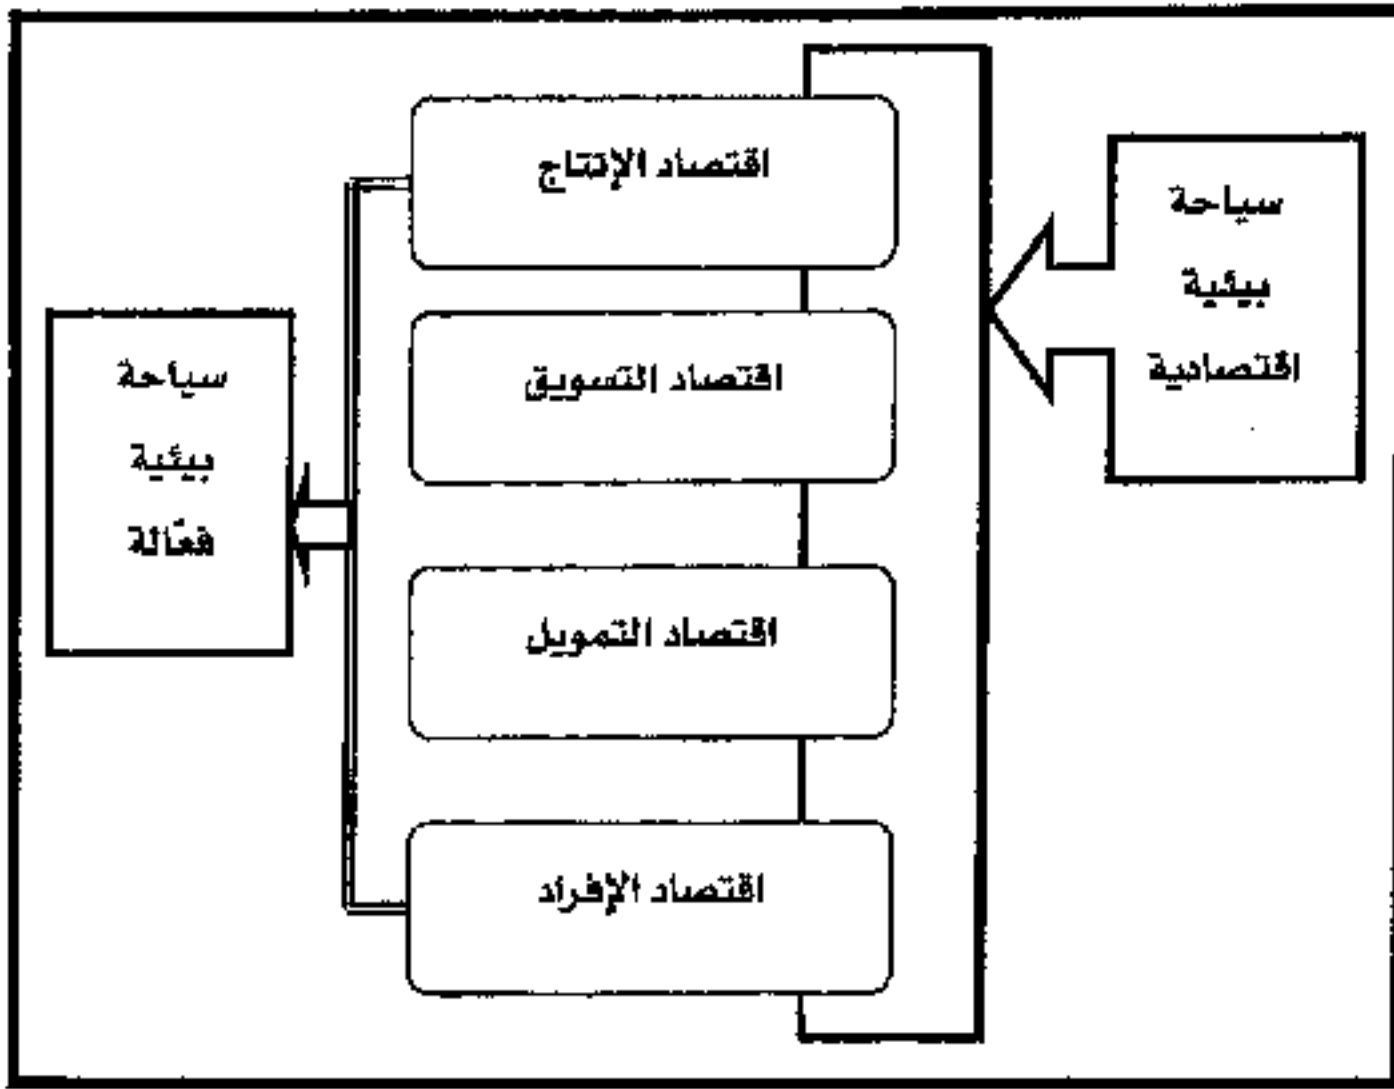 سياحة
بيئية
اقتصادية
اقتصاد الإنتاج
اقتصاد التسويق
اقتصاد التمويل
اقتصاد الإفراد
سياحة
بيئية
فعّالة